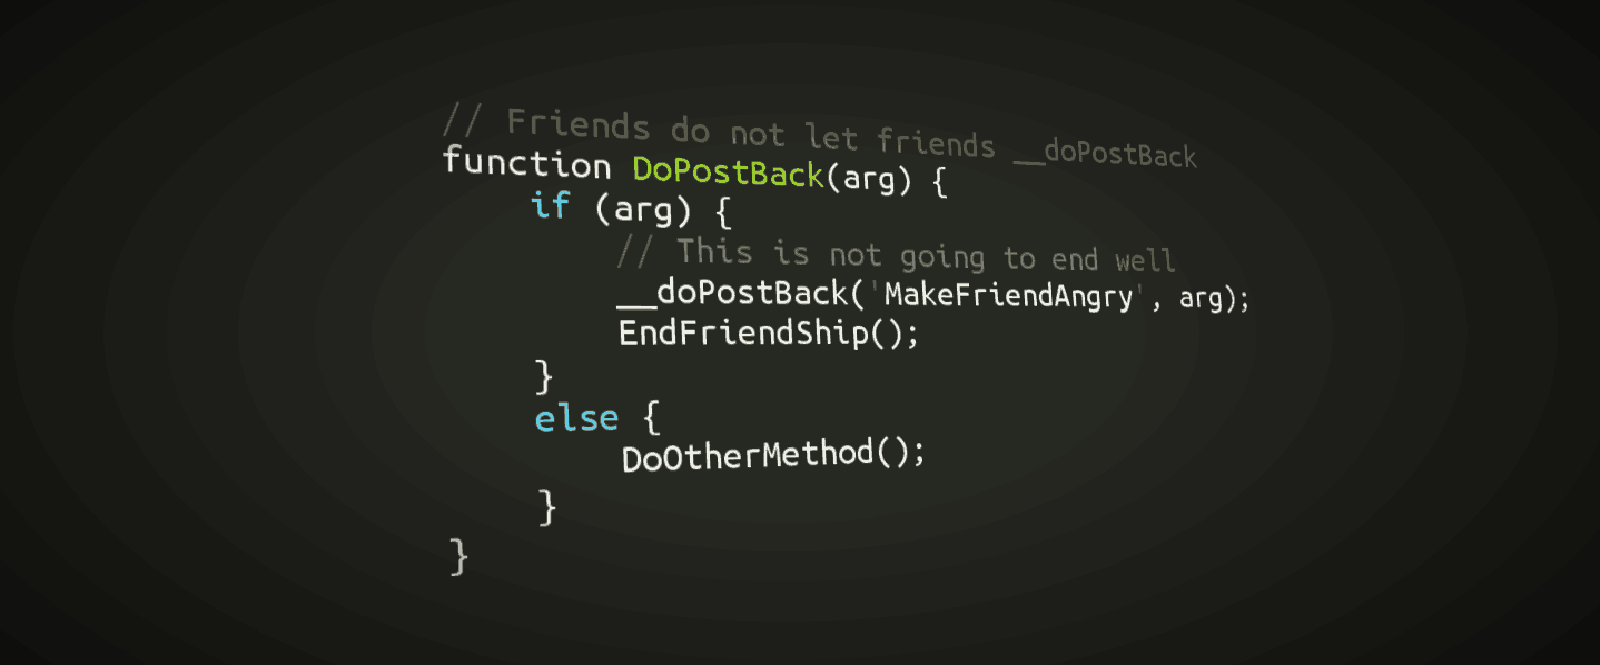 // Friends do not let friends __doPostBack
function DoPostBack(arg) {
if (arg) {
// This is not going to end well
__doPostBack('MakeFriendAngry', arg);
EndFriendShip();
}
else {
DoOtherMethod();
}
}